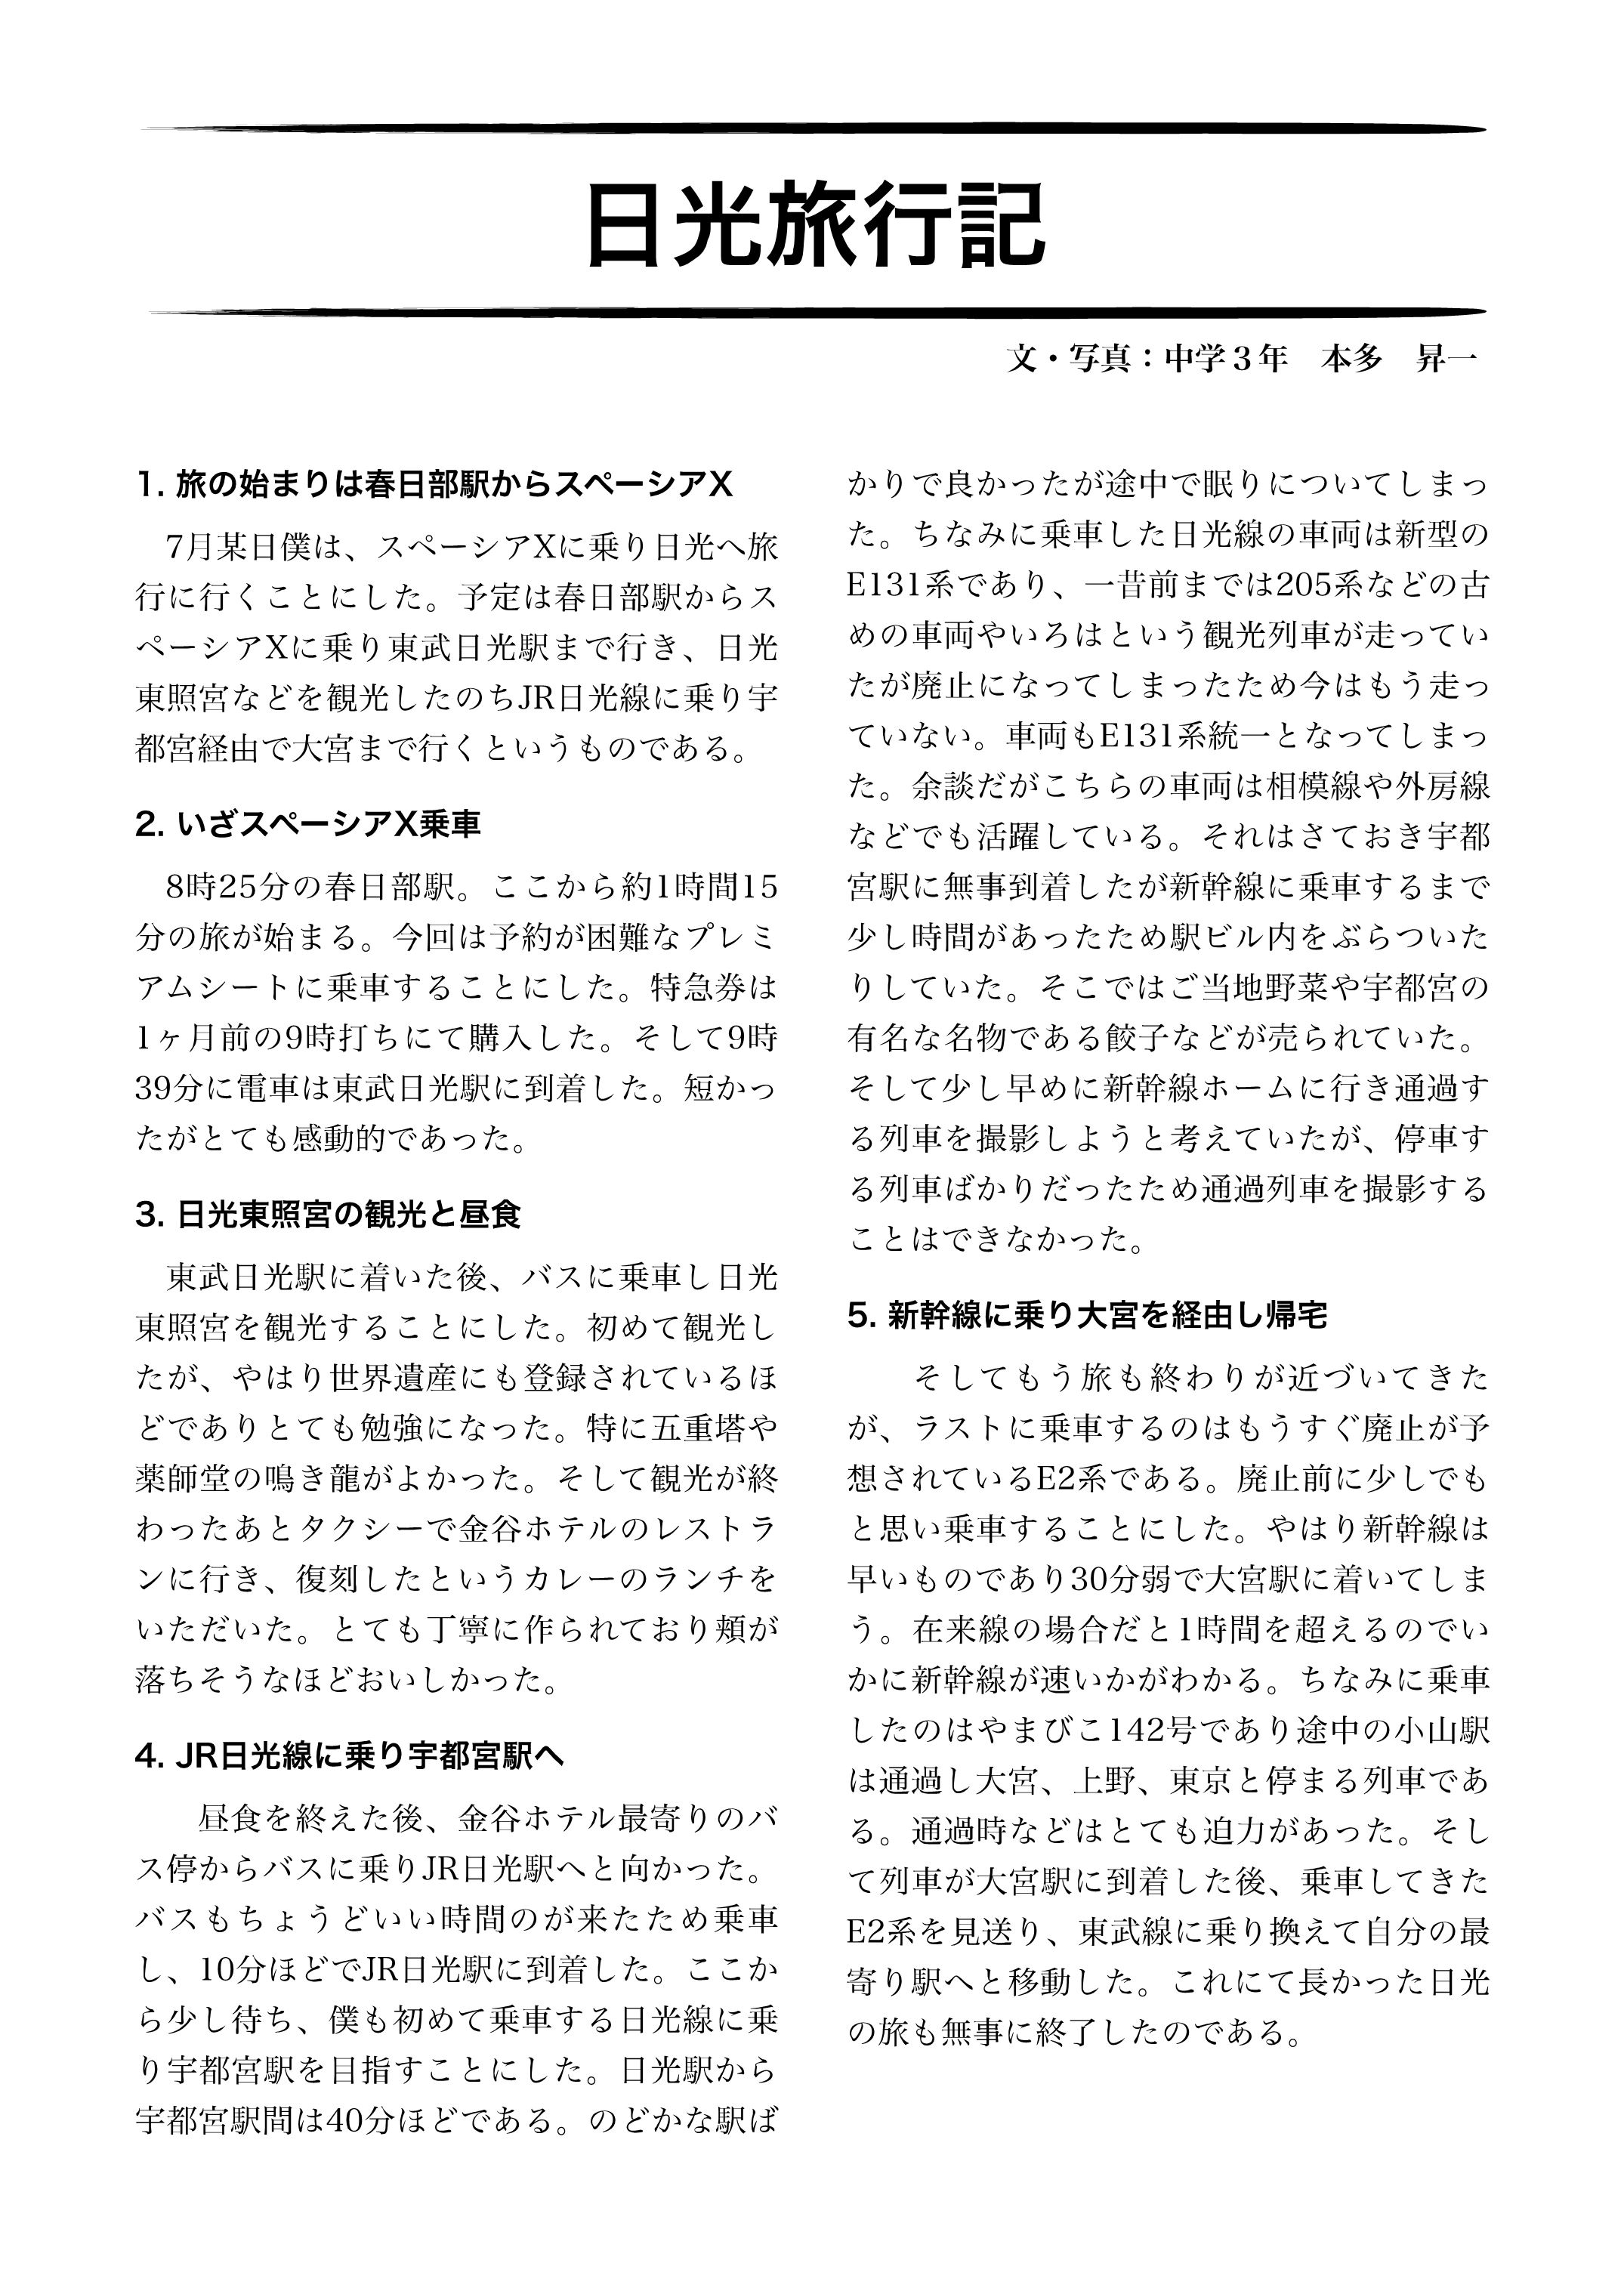 日光旅行記
文・写真：中学３年　本多　昇一
1. 旅の始まりは春日部駅からスペーシアX
　7月某日僕は、スペーシアXに乗り日光へ旅
行に行くことにした。予定は春日部駅からス
ペーシアXに乗り東武日光駅まで行き、日光
東照宮などを観光したのちJR日光線に乗り宇
都宮経由で大宮まで行くというものである。
2. いざスペーシアX乗車
　8時25分の春日部駅。ここから約1時間15
分の旅が始まる。今回は予約が困難なプレミ
アムシートに乗車することにした。特急券は
1ヶ月前の9時打ちにて購入した。そして9時
39分に電車は東武日光駅に到着した。短かっ
たがとても感動的であった。
3. 日光東照宮の観光と昼食
　東武日光駅に着いた後、バスに乗車し日光
東照宮を観光することにした。初めて観光し
たが、やはり世界遺産にも登録されているほ
どでありとても勉強になった。特に五重塔や
薬師堂の鳴き龍がよかった。そして観光が終
わったあとタクシーで金谷ホテルのレストラ
ンに行き、復刻したというカレーのランチを
いただいた。とても丁寧に作られており頬が
落ちそうなほどおいしかった。
4. JR日光線に乗り宇都宮駅へ
　　昼食を終えた後、金谷ホテル最寄りのバ
ス停からバスに乗りJR日光駅へと向かった。
バスもちょうどいい時間のが来たため乗車
し、10分ほどでJR日光駅に到着した。ここか
ら少し待ち、僕も初めて乗車する日光線に乗
り宇都宮駅を目指すことにした。日光駅から
宇都宮駅間は40分ほどである。のどかな駅ば
かりで良かったが途中で眠りについてしまっ
た。ちなみに乗車した日光線の車両は新型の
E131系であり、一昔前までは205系などの古
めの車両やいろはという観光列車が走ってい
たが廃止になってしまったため今はもう走っ
ていない。車両もE131系統一となってしまっ
た。余談だがこちらの車両は相模線や外房線
などでも活躍している。それはさておき宇都
宮駅に無事到着したが新幹線に乗車するまで
少し時間があったため駅ビル内をぶらついた
りしていた。そこではご当地野菜や宇都宮の
有名な名物である餃子などが売られていた。
そして少し早めに新幹線ホームに行き通過す
る列車を撮影しようと考えていたが、停車す
る列車ばかりだったため通過列車を撮影する
ことはできなかった。
5. 新幹線に乗り大宮を経由し帰宅
　　そしてもう旅も終わりが近づいてきた
が、ラストに乗車するのはもうすぐ廃止が予
想されているE2系である。廃止前に少しでも
と思い乗車することにした。やはり新幹線は
早いものであり30分弱で大宮駅に着いてしま
う。在来線の場合だと1時間を超えるのでい
かに新幹線が速いかがわかる。ちなみに乗車
したのはやまびこ142号であり途中の小山駅
は通過し大宮、上野、東京と停まる列車であ
る。通過時などはとても迫力があった。そし
て列車が大宮駅に到着した後、乗車してきた
E2系を見送り、東武線に乗り換えて自分の最
寄り駅へと移動した。これにて長かった日光
の旅も無事に終了したのである。